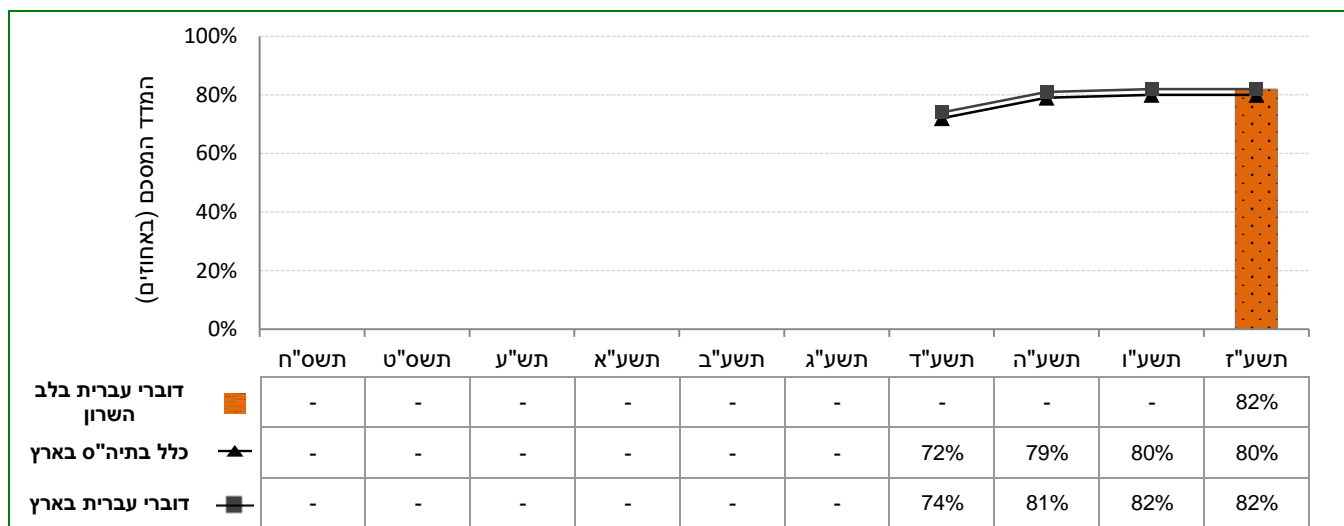 100%
80%
60%
40%
20%
0%
המדד המסכם (באחוזים)
תשס"ח תשס"ט תש"ע תשע"א תשע"ב תשע"ג תשע"ד תשע"ה תשע"ו תשע"ז
דוברי עברית בלב
השרון
- - - - - - - - - 82%
כלל בתיה"ס בארץ - - - - - - 72% 79% 80% 80%
דוברי עברית בארץ - - - - - - 74% 81% 82% 82%